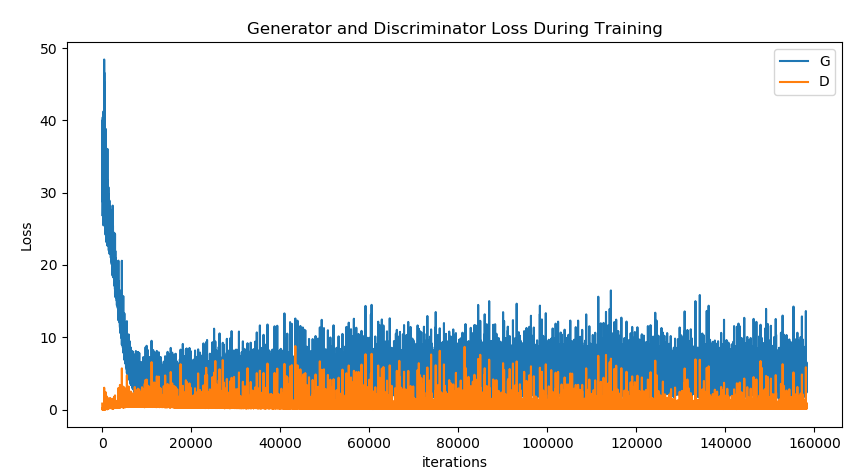 Generator and Discriminator Loss During Training
G
D
Loss
50
40
30
20
10
0
0 20000 40000 60000 80000 100000 120000 140000 160000
iterations